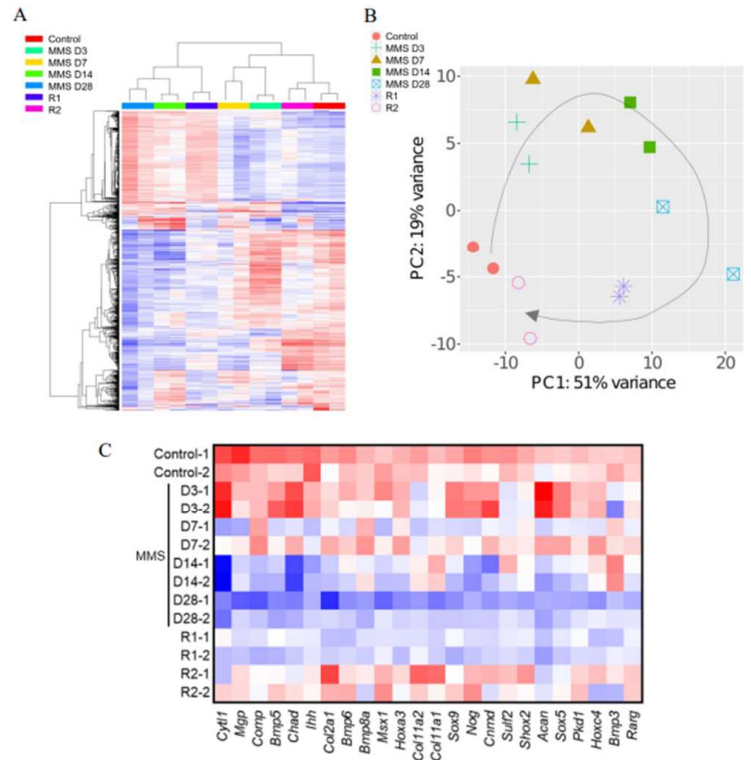 A
Control
MMS D3
MMS D7
MMS D14
MMS D28
R1
R2
B
Control
MMS D3
MMS D7
MMS D14
MMS D28
R1
R2
10
5
0
-5
-10
PC2: 19% variance
-10 0 10 20
PC1: 51% variance
C
Control-1
Control-2
D3-1
D3-2
D7-1
D7-2
D14-1
D14-2
D28-1
D28-2
MMS
R1-1
R1-2
R2-1
R2-2
Cytl1 Mgp Comp Bmp5 Chad Ihh Col2a1 Bmp6 Bmp8a Msx1 Hoxa3 Col11a2 Col11a1 Sox9 Nog Cnmd Sulf2 Shox2 Acan Sox5 Pkd1 Hoxc4 Bmp3 Rarg